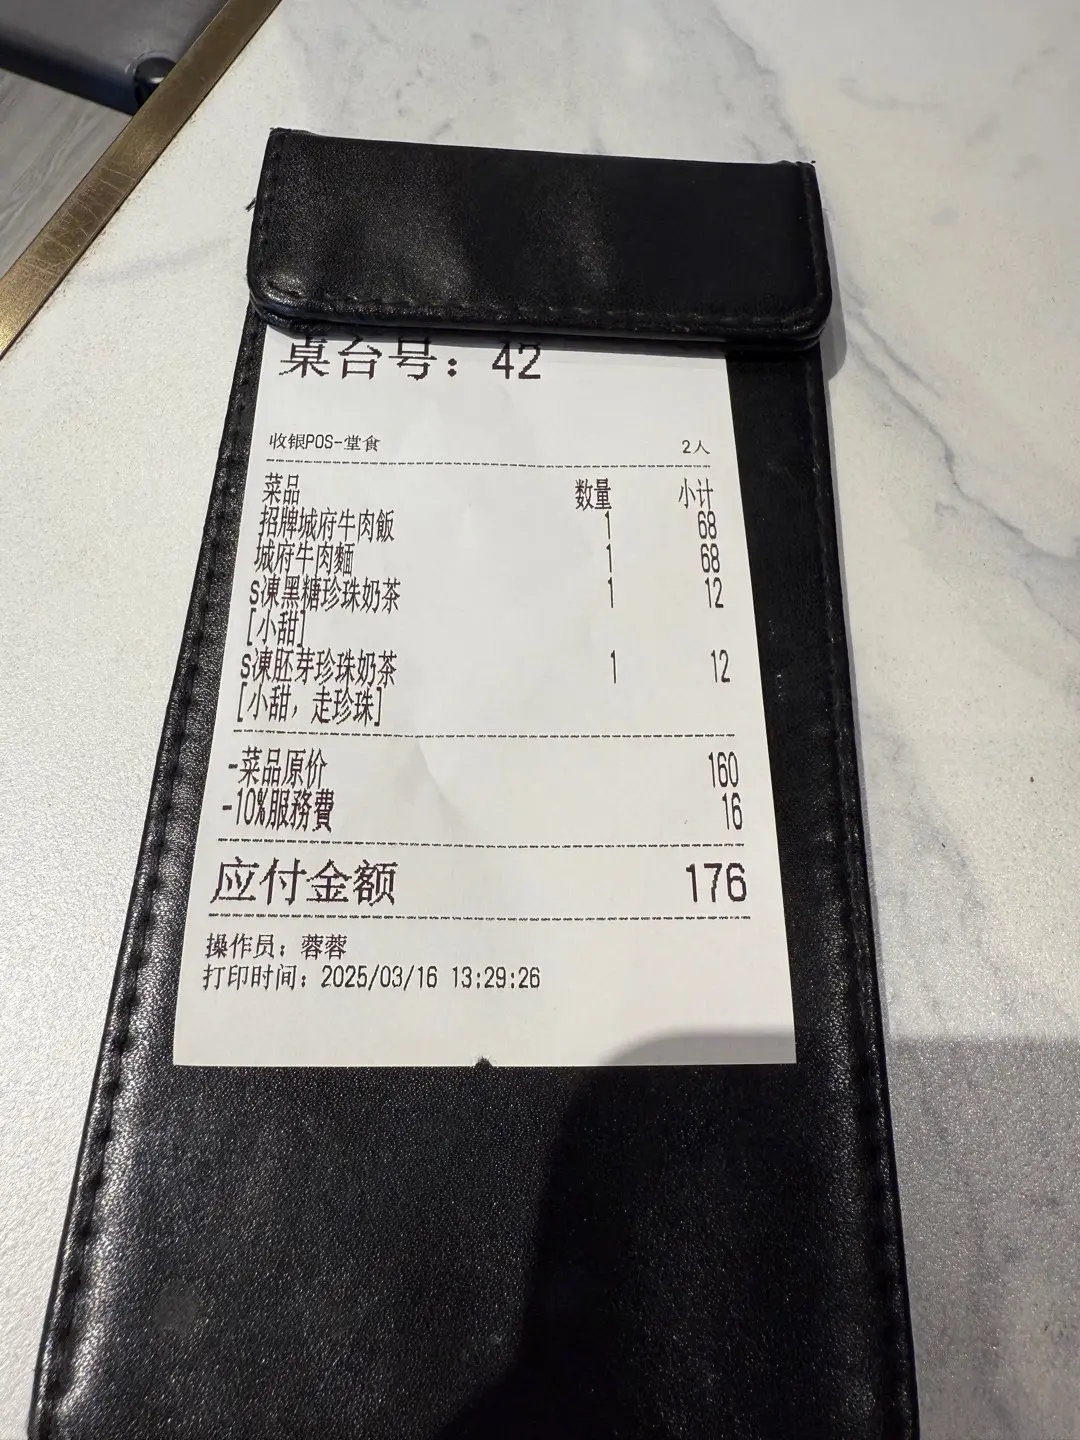 桌台号：42
收银POS-堂食 2人
菜品 数量 小计
招牌城府牛肉飯 1 68
城府牛肉麵 1 68
S凍黑糖珍珠奶茶 1 12
[小甜]
S凍胚芽珍珠奶茶 1 12
[小甜，走珍珠]
-菜品原价 160
-10%服務費 16
应付金额 176
操作员：蓉蓉
打印时间：2025/03/16 13:29:26